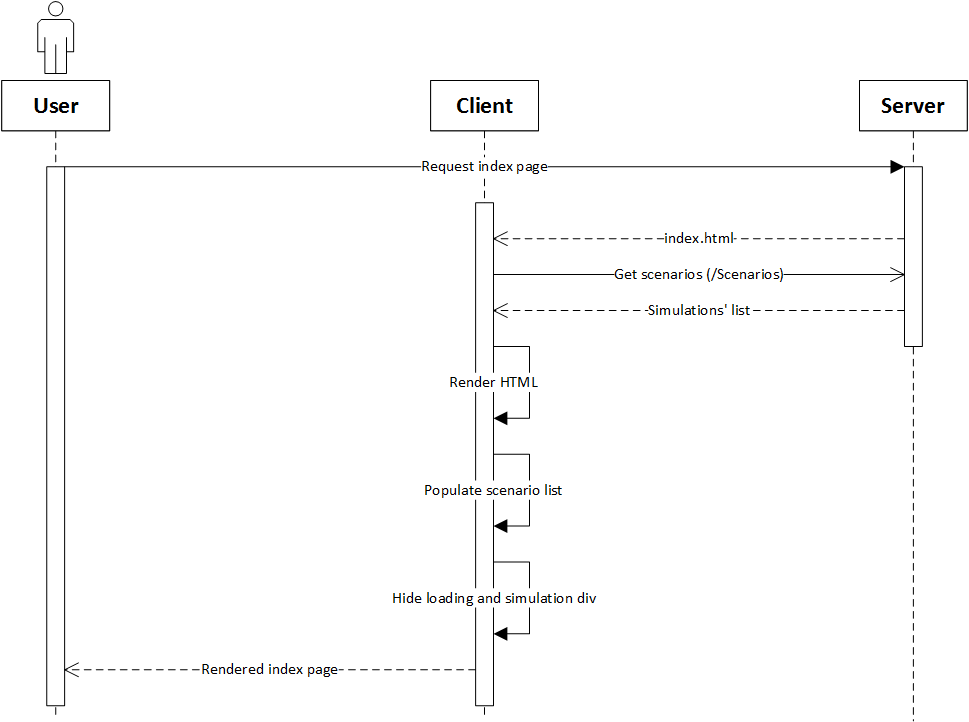 User
Client
Server
Request index page
index.html
Get scenarios (/Scenarios)
Simulations' list
Render HTML
Populate scenario list
Hide loading and simulation div
Rendered index page